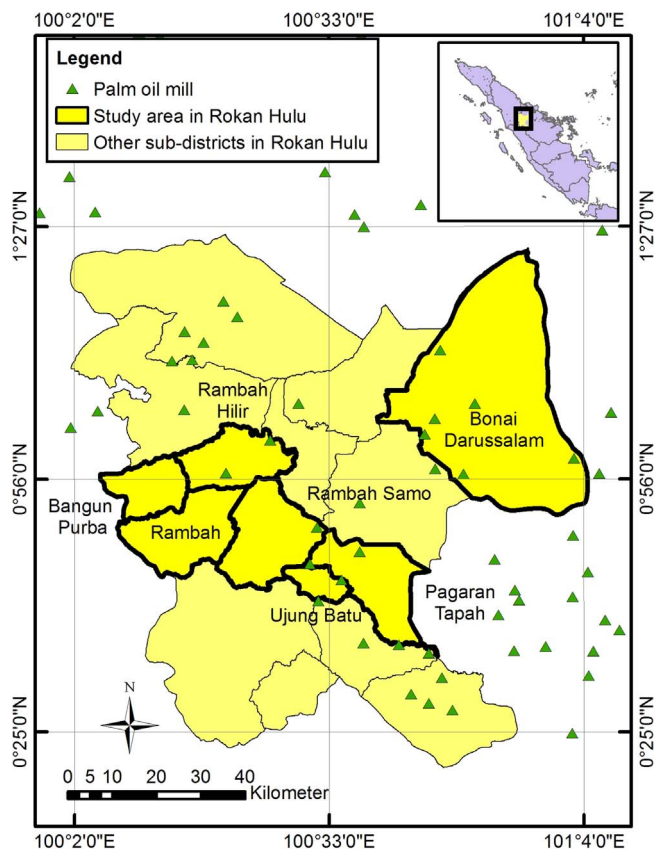 100°2'0"E 100°33'0"E 101°4'0"E
Legend
Palm oil mill
Study area in Rokan Hulu
Other sub-districts in Rokan Hulu
1°27'0"N 1°27'0"N
Rambah
Hilir
Bonai
Darussalam
0°56'0"N 0°56'0"N
Rambah Samo
Bangun
Purba
Rambah
Pagaran
Tapah
Ujung Batu
N
0°25'0"N 0°25'0"N
0 5 10 20 30 40
Kilometer
100°2'0"E 100°33'0"E 101°4'0"E